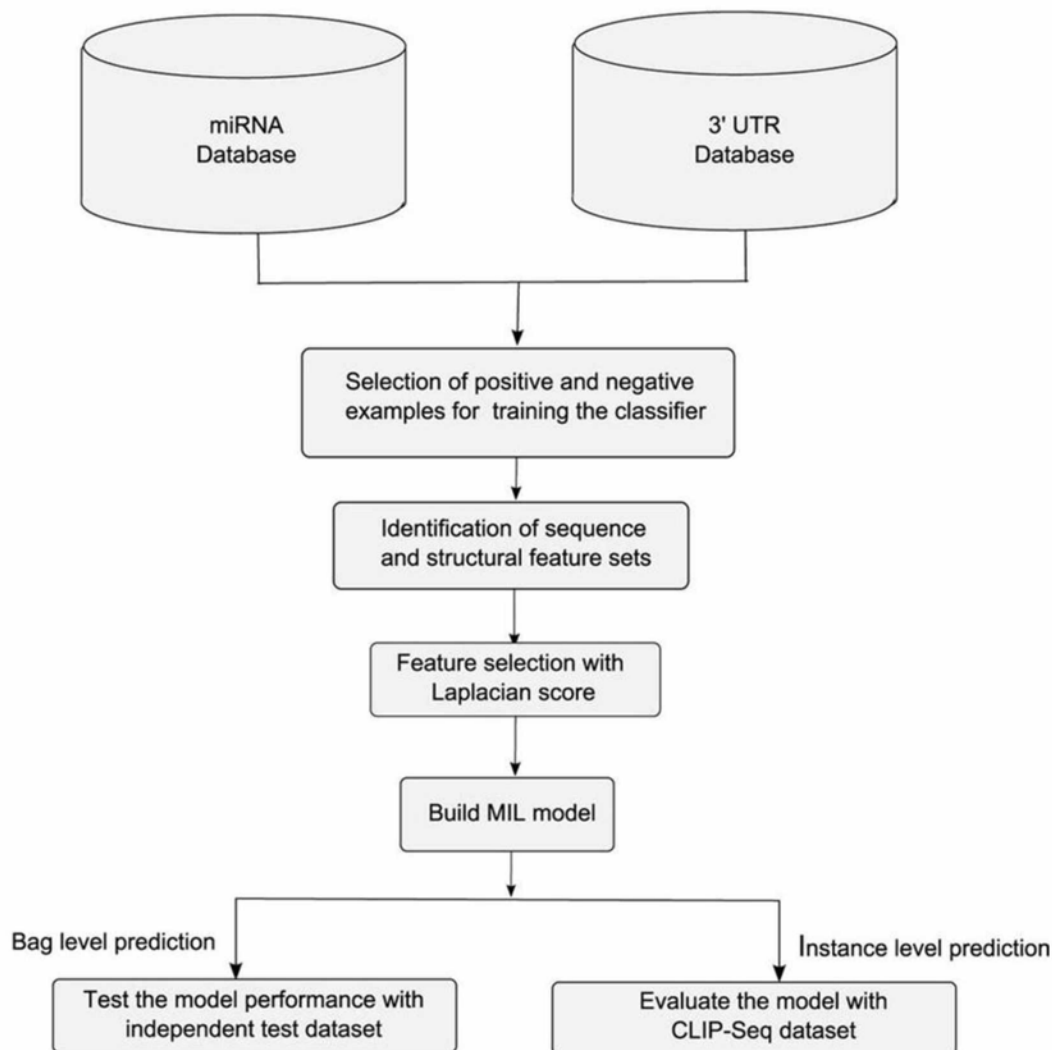 miRNA
Database
3' UTR
Database
Selection of positive and negative
examples for training the classifier
Identification of sequence
and structural feature sets
Feature selection with
Laplacian score
Build MIL model
Bag level prediction
Instance level prediction
Test the model performance with
independent test dataset
Evaluate the model with
CLIP-Seq dataset